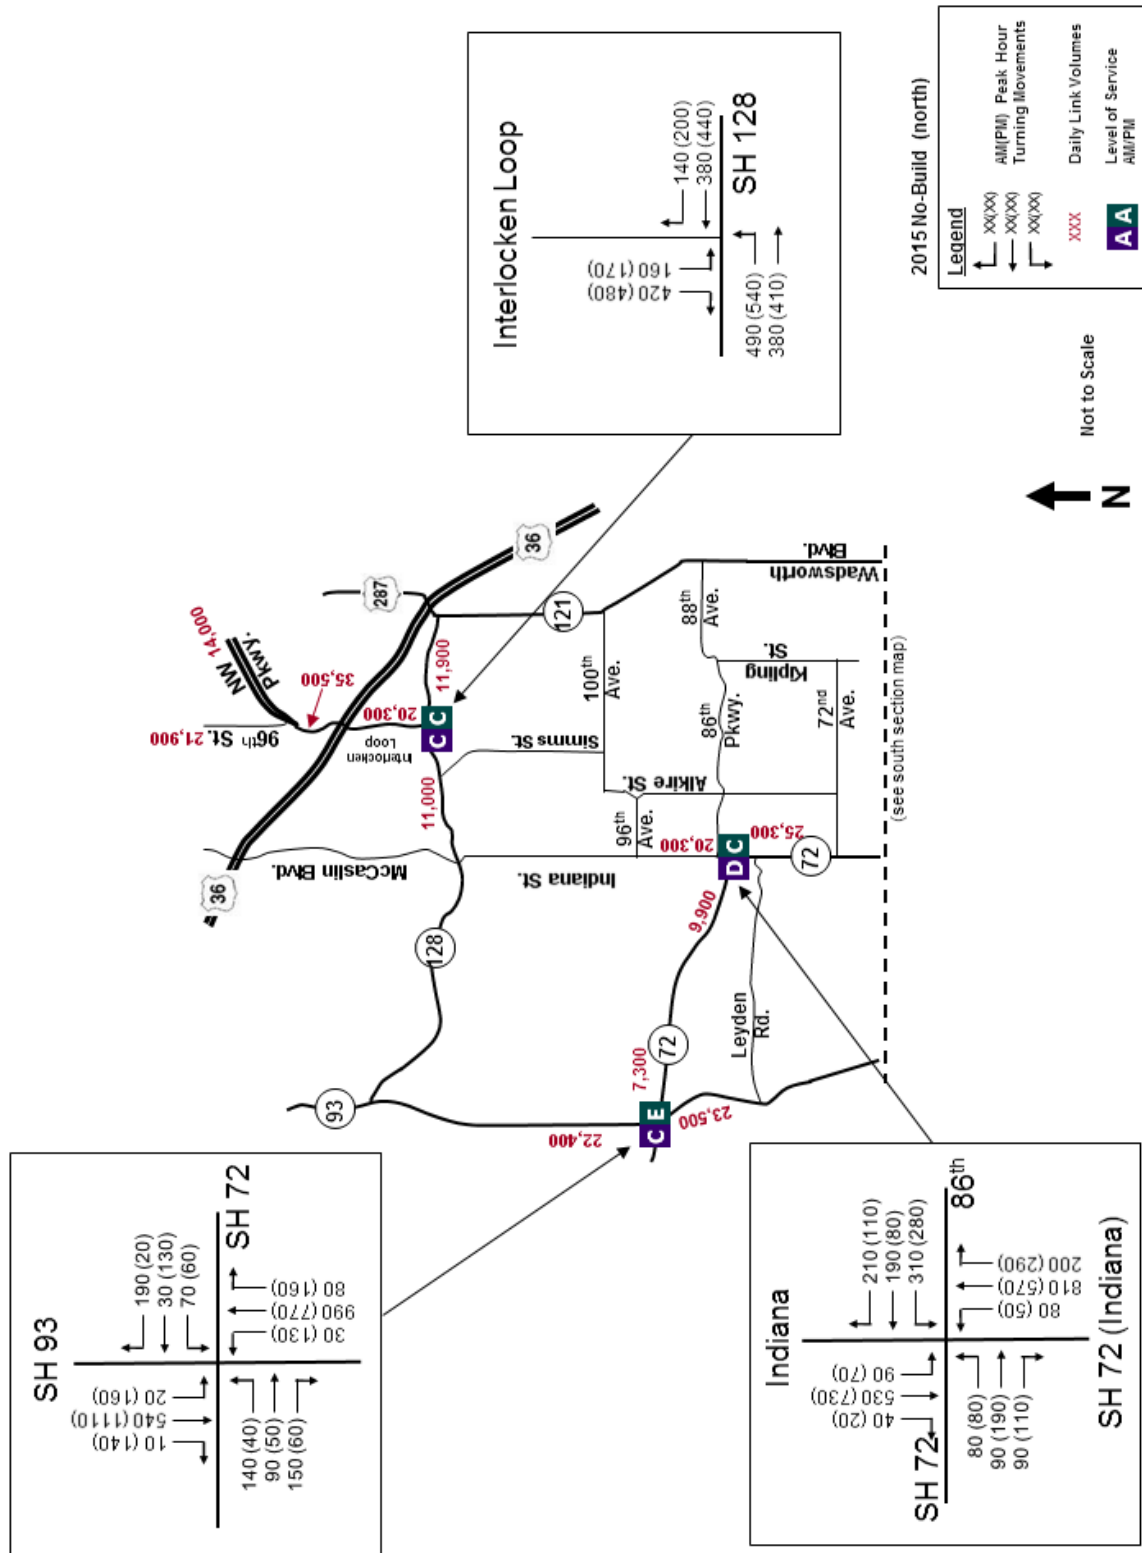 SH 93
190 (20)
30 (130)
70 (60)
SH 72
10 (140)
540 (1110)
20 (160)
140 (40)
90 (50)
150 (60)
30 (130)
990 (770)
80 (160)
Interlocken Loop
140 (200)
380 (440)
SH 128
420 (480)
160 (170)
490 (540)
380 (410)
Indiana
210 (110)
190 (80)
310 (280)
86th
SH 72
40 (20)
530 (730)
90 (70)
80 (80)
90 (190)
90 (110)
80 (50)
810 (570)
200 (290)
SH 72 (Indiana)
36
McCaslin Blvd.
96th St.
21,900
NW
Pkwy.
14,000
35,500
287
36
Interlocken
Loop
20,300
C C
11,900
11,000
128
93
121
Simms St.
100th
Ave.
96th
Ave.
Alkire St.
Indiana St.
88th
Ave.
86th
Pkwy.
Kipling
St.
72nd
Ave.
Wadsworth
Blvd.
22,400
C E
7,300
72
9,900
23,500
20,300
D C
25,300
72
Leyden
Rd.
(see south section map)
N
Not to Scale
2015 No-Build (north)
Legend
XX(XX)
XX(XX)
XX(XX)
AM(PM) Peak Hour
Turning Movements
XXX
Daily Link Volumes
A A
Level of Service
AM/PM